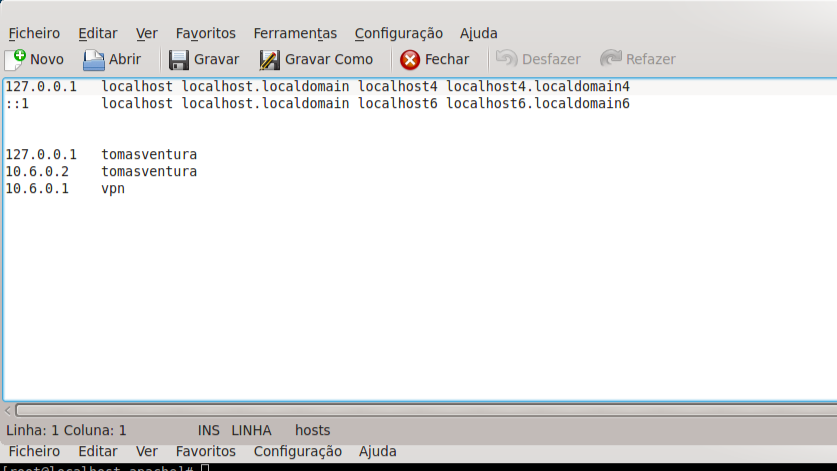 Ficheiro Editar Ver Favoritos Ferramentas Configuração Ajuda
Novo Abrir Gravar Gravar Como Fechar Desfazer Refazer
127.0.0.1 localhost localhost.localdomain localhost4 localhost4.localdomain4
::1 localhost localhost.localdomain localhost6 localhost6.localdomain6
127.0.0.1 tomasventura
10.6.0.2 tomasventura
10.6.0.1 vpn
Linha: 1 Coluna: 1 INS LINHA hosts
Ficheiro Editar Ver Favoritos Configuração Ajuda
[root@localhost apache]#